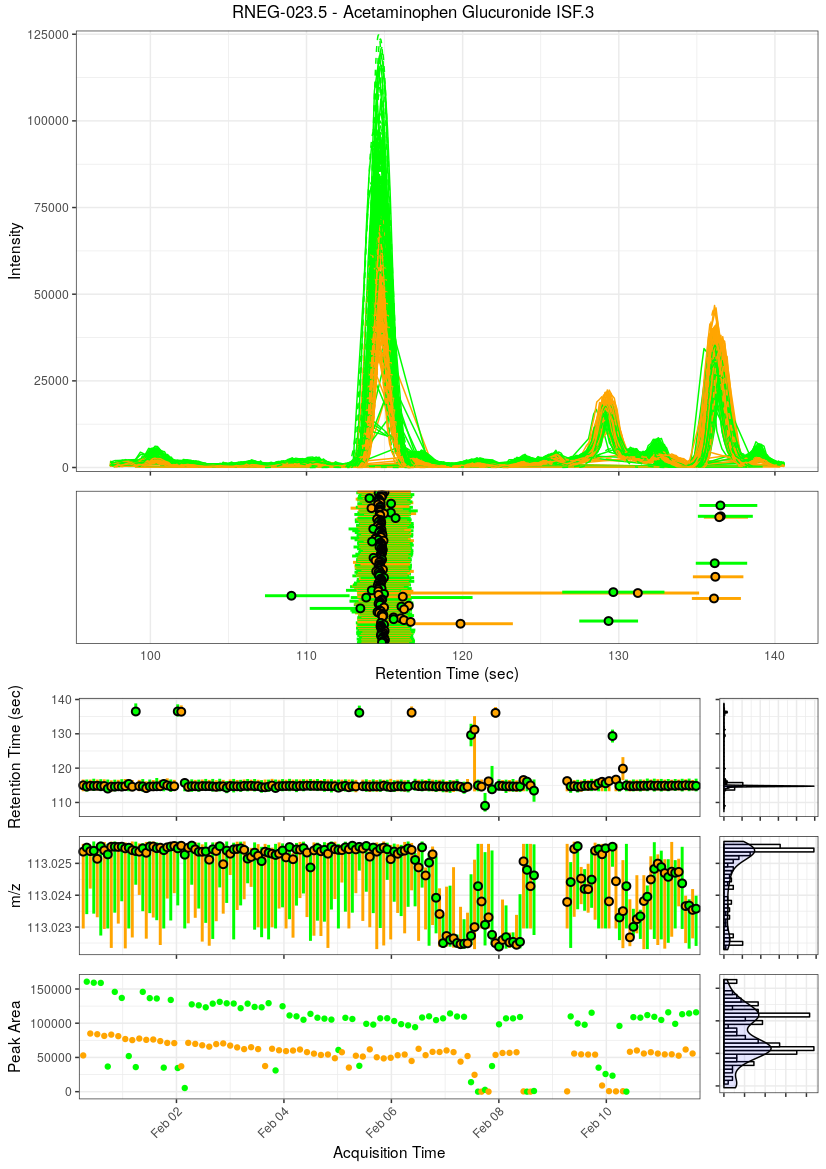 RNEG-023.5 - Acetaminophen Glucuronide ISF.3
125000
100000
75000
50000
25000
0
Intensity
100
110
120
130
140
Retention Time (sec)
140
130
120
110
Retention Time (sec)
113.025
113.024
113.023
m/z
150000
100000
50000
0
Peak Area
Feb 02
Feb 04
Feb 06
Feb 08
Feb 10
Acquisition Time